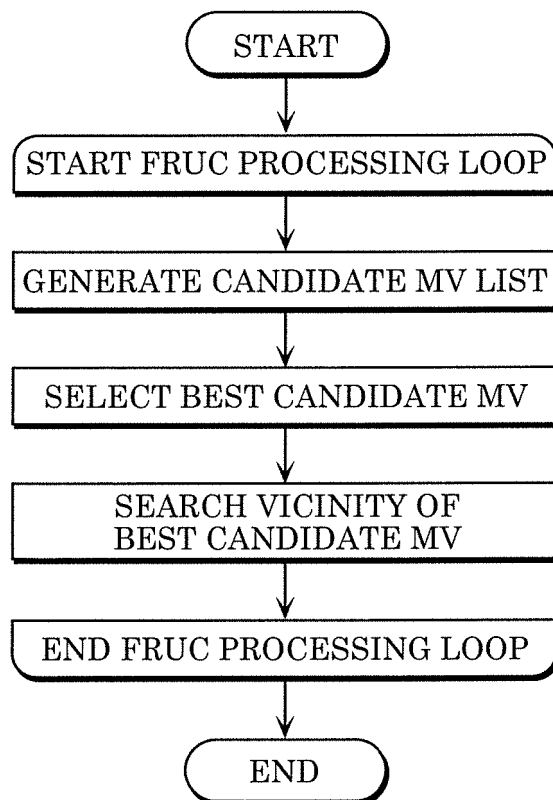 START
START FRUC PROCESSING LOOP
GENERATE CANDIDATE MV LIST
SELECT BEST CANDIDATE MV
SEARCH VICINITY OF
BEST CANDIDATE MV
END FRUC PROCESSING LOOP
END